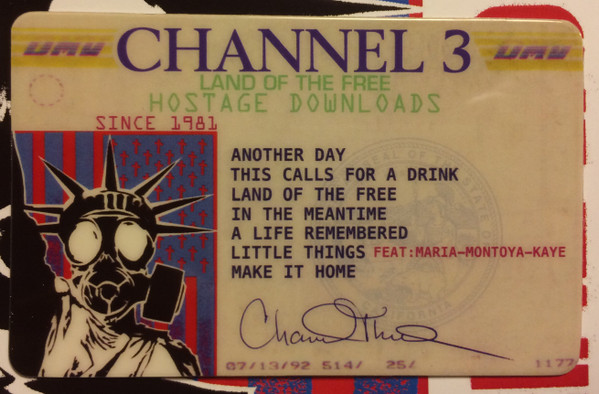 DMV CHANNEL 3 DMV
LAND OF THE FREE
HOSTAGE DOWNLOADS
SINCE 1981
ANOTHER DAY
THIS CALLS FOR A DRINK
LAND OF THE FREE
IN THE MEANTIME
A LIFE REMEMBERED
LITTLE THINGS FEAT:MARIA-MONTOYA-KAYE
MAKE IT HOME
07/13/92 514/ 25/ 1177